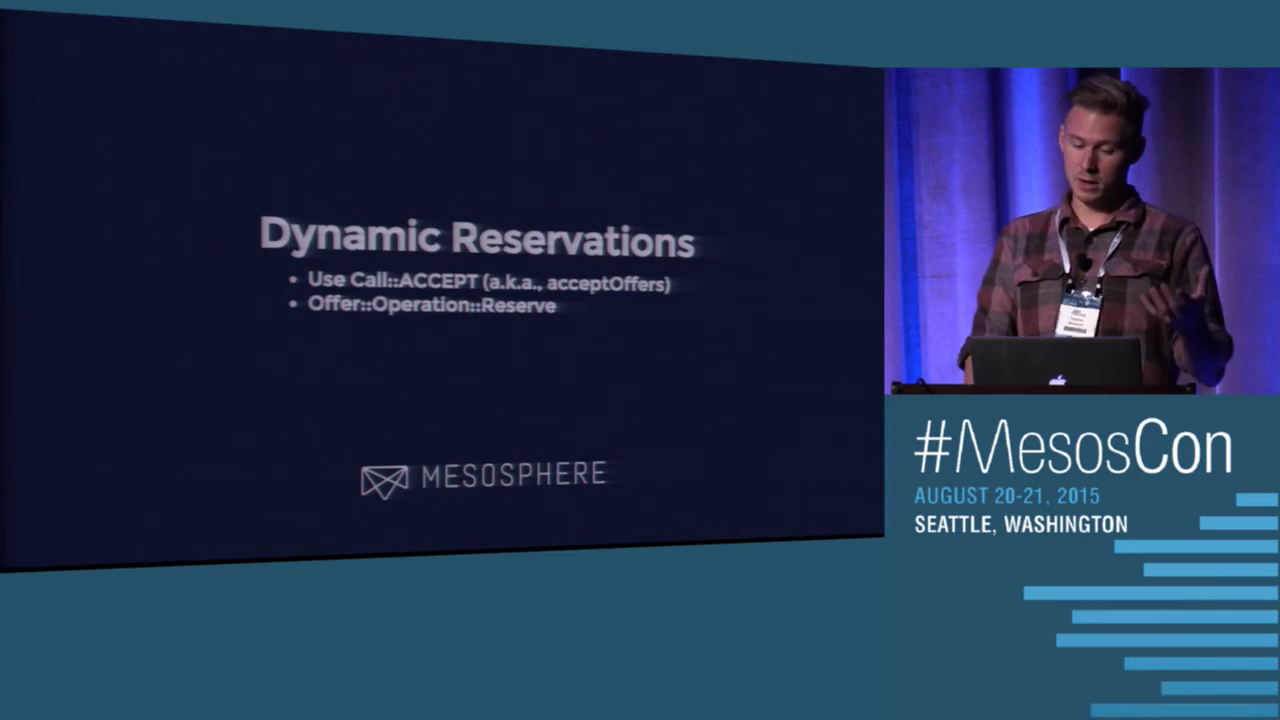 Dynamic Reservations
• Use Call::ACCEPT (a.k.a., acceptOffers)
• Offer::Operation::Reserve
MESOSPHERE
#MesosCon
AUGUST 20-21, 2015
SEATTLE, WASHINGTON